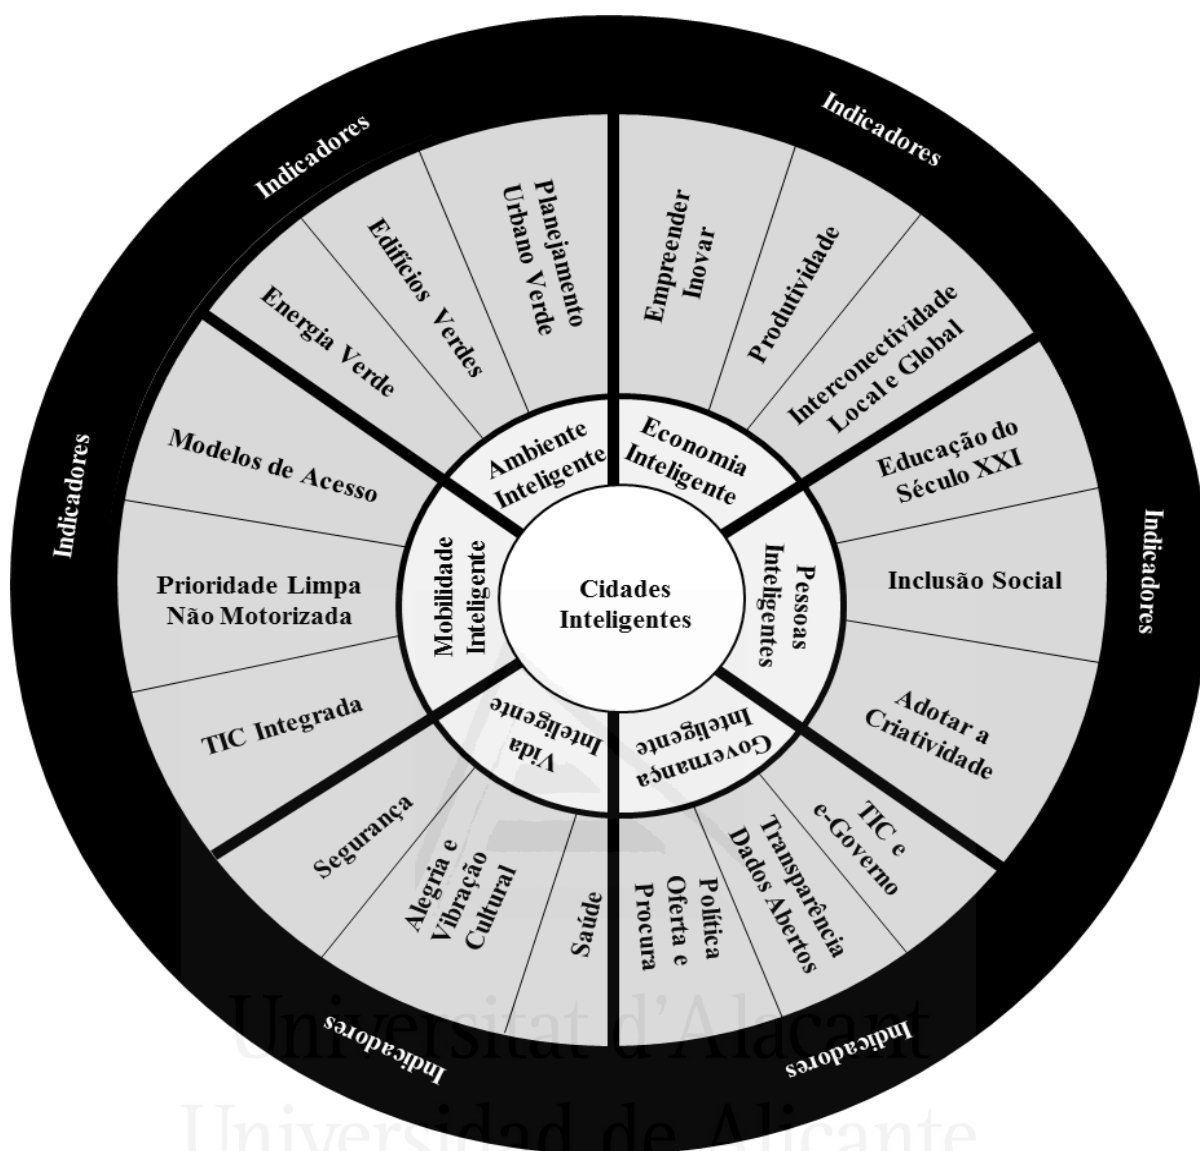 Indicadores
Indicadores
Indicadores
Indicadores
Indicadores
Indicadores
Planejamento
Urbano Verde
Edifícios Verdes
Energia Verde
Empreender
Inovar
Produtividade
Interconectividade
Local e Global
Educação do
Século XXI
Inclusão Social
Adotar a
Criatividade
TIC e
e-Governo
Transparência
Dados Abertos
Política
Oferta e
Procura
Saúde
Alegria e
Vibração
Cultural
Segurança
TIC Integrada
Prioridade Limpa
Não Motorizada
Modelos de Acesso
Ambiente
Inteligente
Economia
Inteligente
Pessoas
Inteligentes
Governança
Inteligente
Vida
Inteligente
Mobilidade
Inteligente
Cidades
Inteligentes
Universitat d'Alacant
Universidad de Alicante